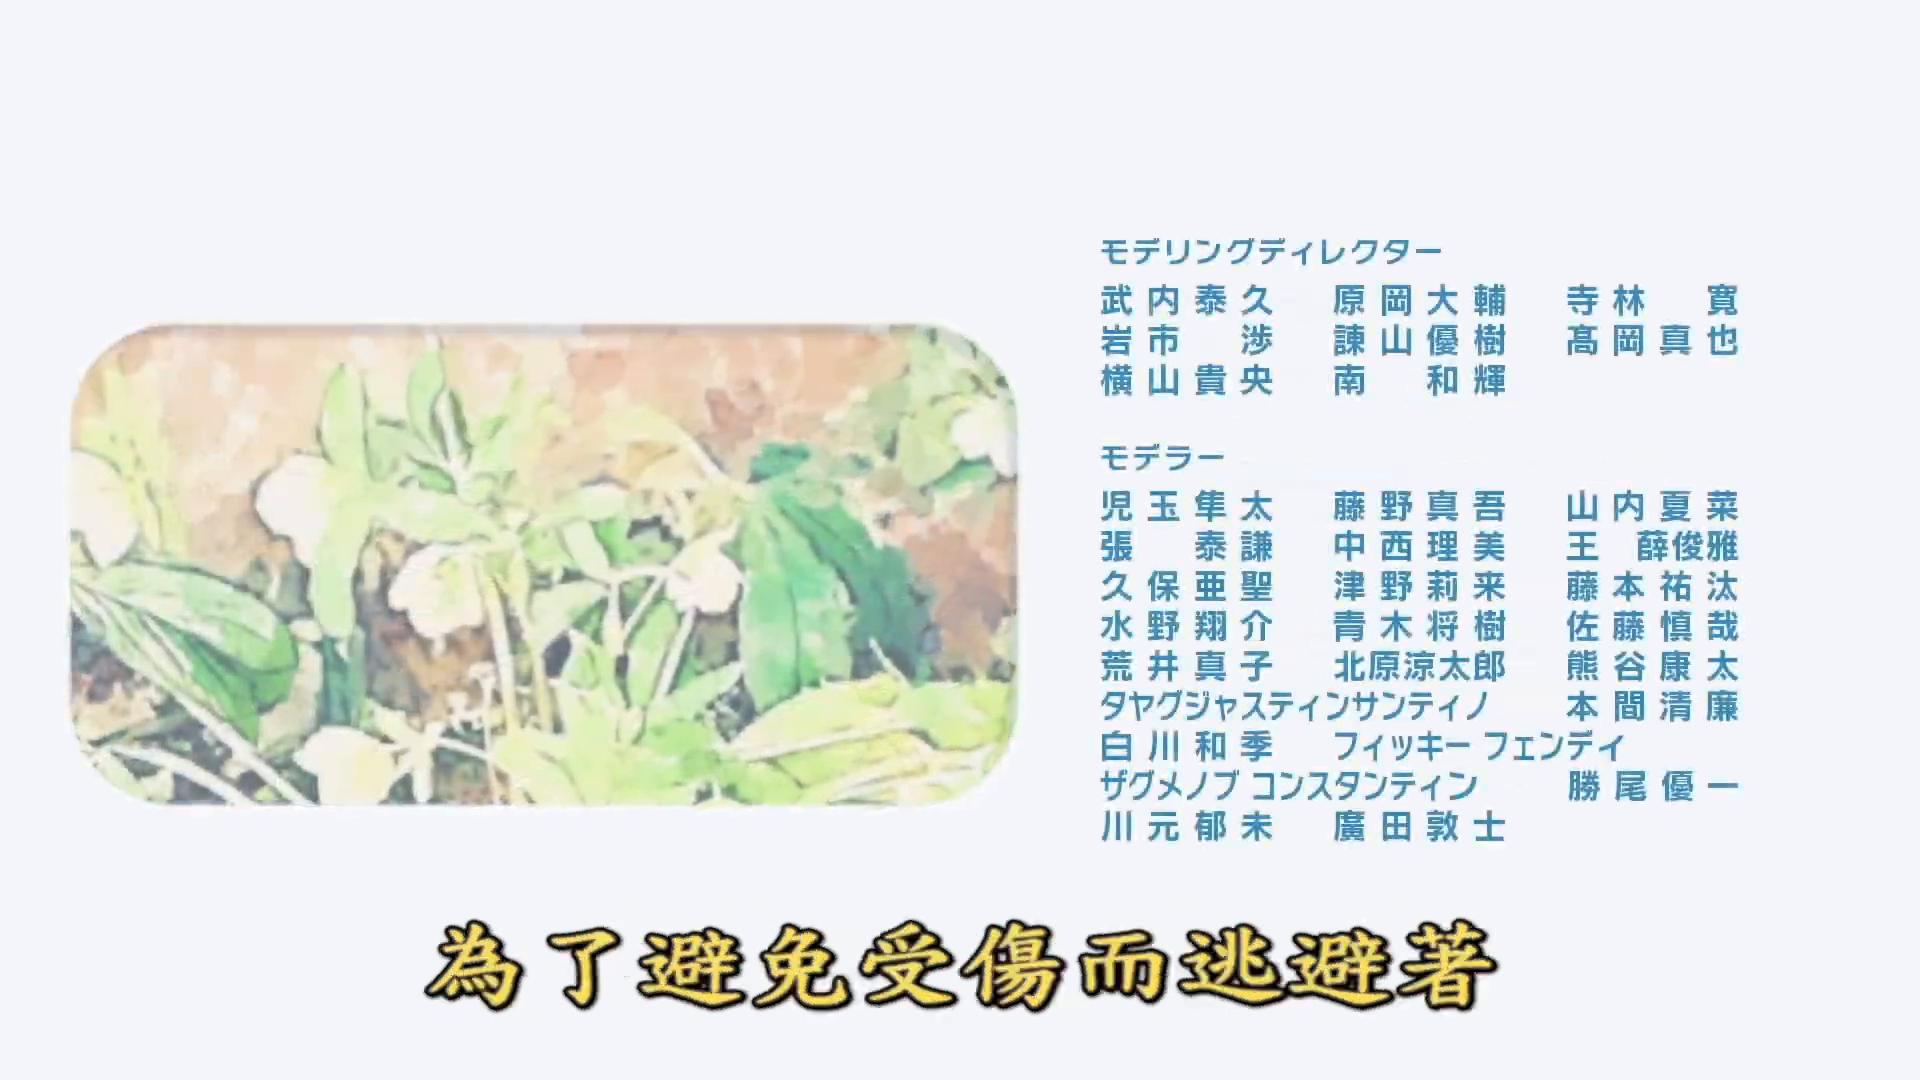 モデリングディレクター
武内泰久 原岡大輔 寺林 寛
岩市 渉 諌山優樹 髙岡真也
横山貴央 南 和輝
モデラー
児玉隼太 藤野真吾 山内夏菜
張 泰謙 中西理美 王 薛俊雅
久保亜聖 津野莉来 藤本祐汰
水野翔介 青木将樹 佐藤慎哉
荒井真子 北原涼太郎 熊谷康太
タヤグジャスティンサンティノ 本間清廉
白川和季 フィッキー フェンディ
ザグメノブ コンスタンティン 勝尾優一
川元郁未 廣田敦士
為了避免受傷而逃避著